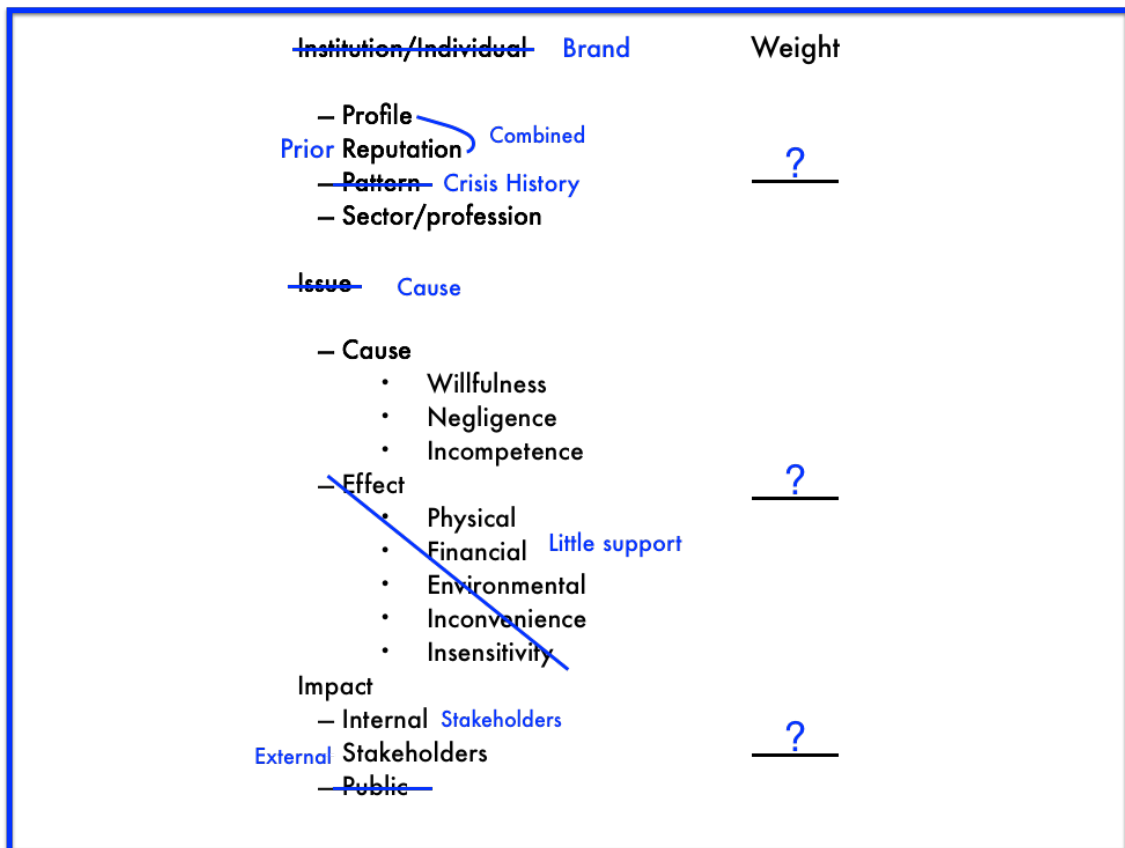 Institution/Individual Brand Weight
– Profile
Combined
Prior Reputation
?
– Pattern Crisis History
– Sector/profession
Issue Cause
– Cause
• Willfulness
• Negligence
• Incompetence
– Effect
?
• Physical
• Financial Little support
• Environmental
• Inconvenience
• Insensitivity
Impact
– Internal Stakeholders
External Stakeholders
?
– Public